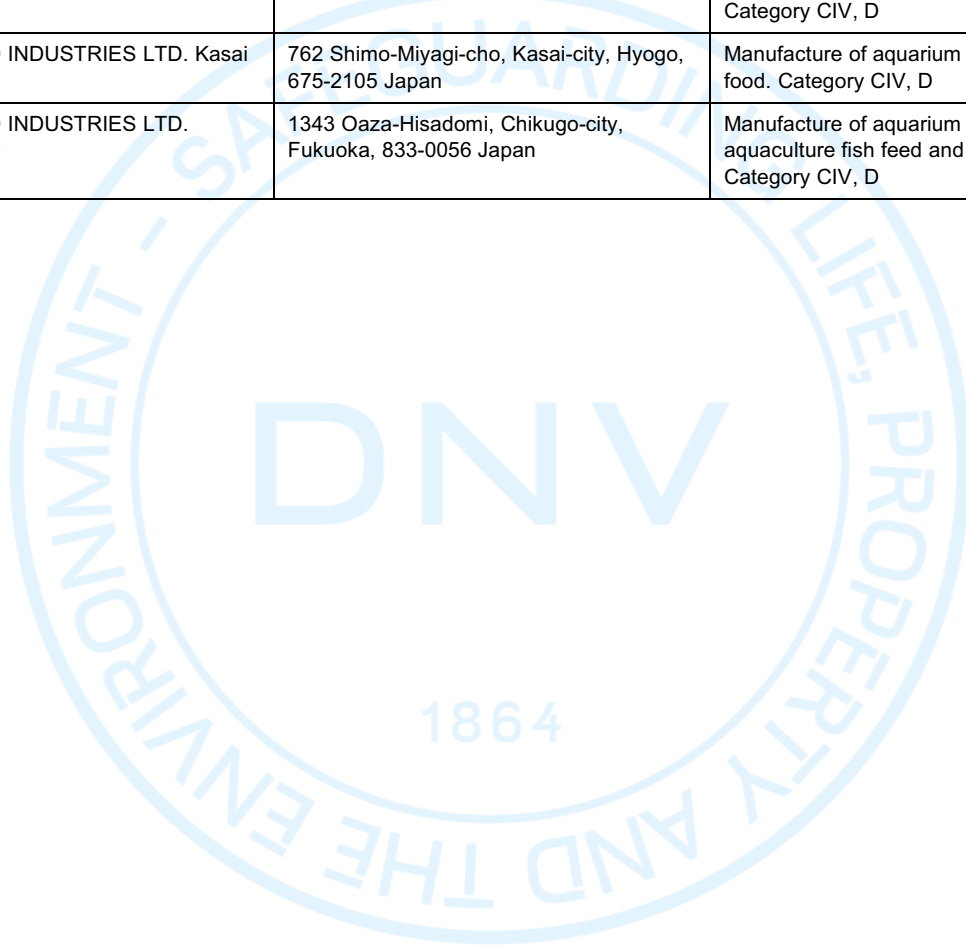 Category CIV, D
INDUSTRIES LTD. Kasai
762 Shimo-Miyagi-cho, Kasai-city, Hyogo,
675-2105 Japan
Manufacture of aquarium
food. Category CIV, D
INDUSTRIES LTD.
1343 Oaza-Hisadomi, Chikugo-city,
Fukuoka, 833-0056 Japan
Manufacture of aquarium
aquaculture fish feed and
Category CIV, D
SAFEGUARDING LIFE, PROPERTY AND THE ENVIRONMENT -
DNV
1864